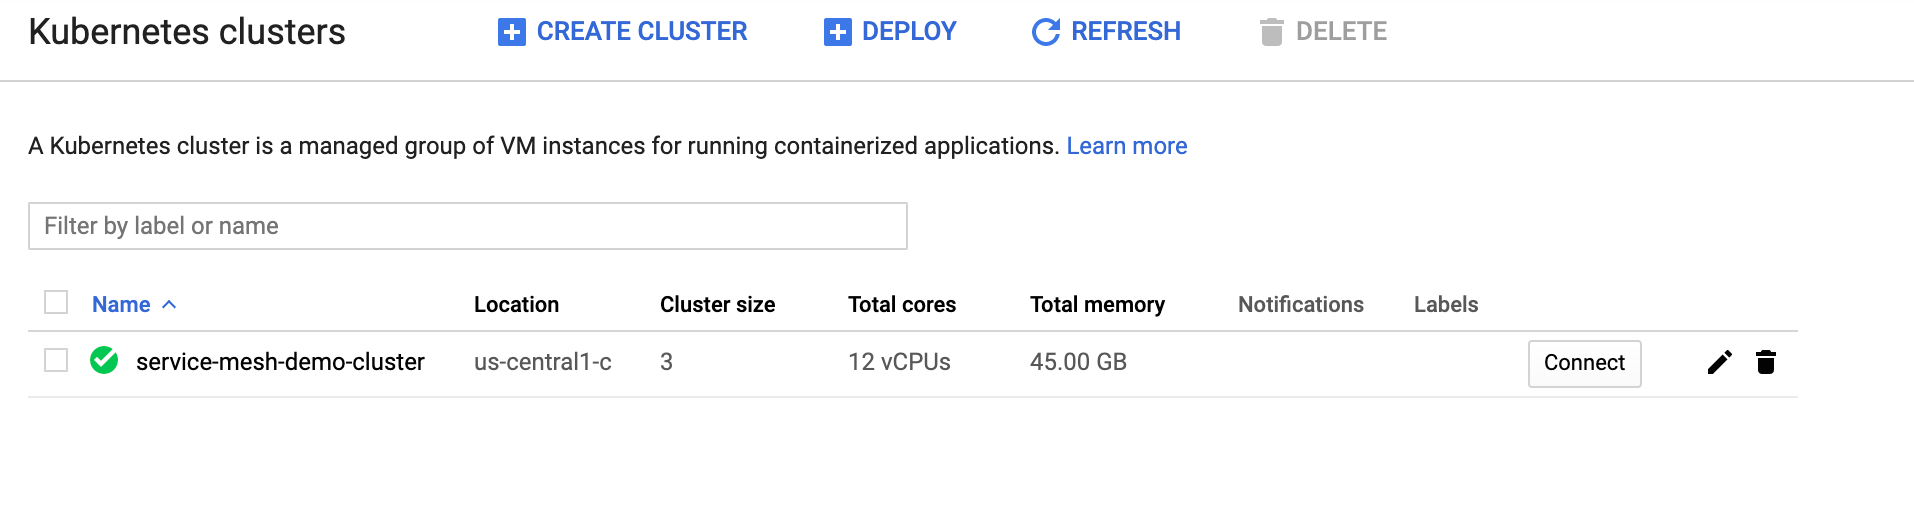 Kubernetes clusters CREATE CLUSTER DEPLOY REFRESH DELETE
A Kubernetes cluster is a managed group of VM instances for running containerized applications. Learn more
Filter by label or name
Name Location Cluster size Total cores Total memory Notifications Labels
service-mesh-demo-cluster us-central1-c 3 12 vCPUs 45.00 GB Connect